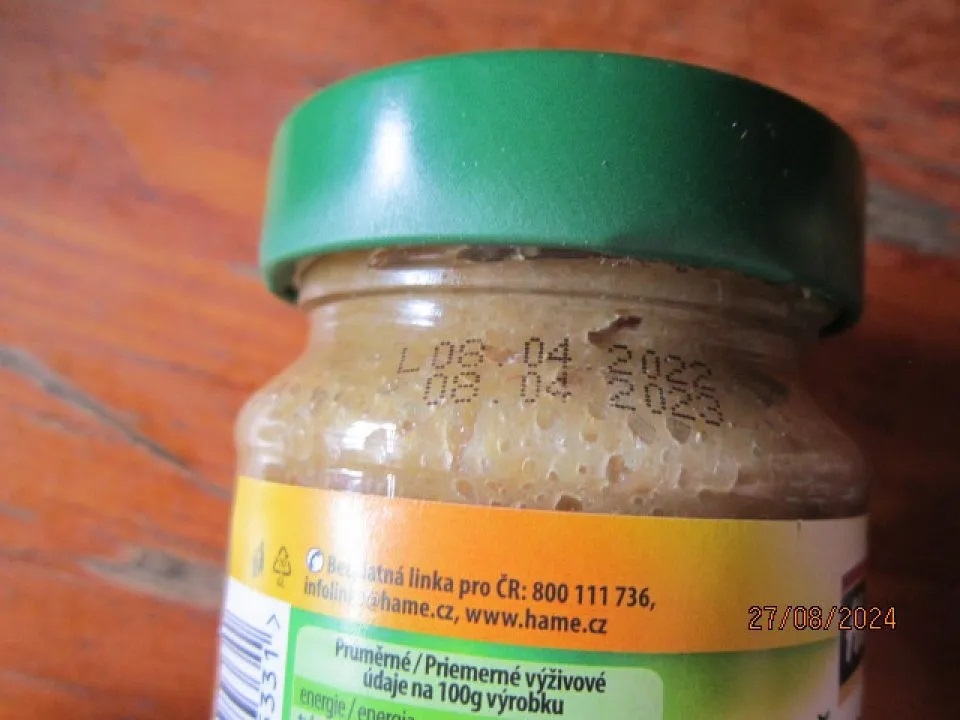 L 08 . 04 2022
08 . 04 2023
Bezplatná linka pro ČR: 800 111 736,
infolinka@hame.cz, www.hame.cz
27/08/2024
Průměrné / Priemerné výživové
údaje na 100g výrobku
energie / energia